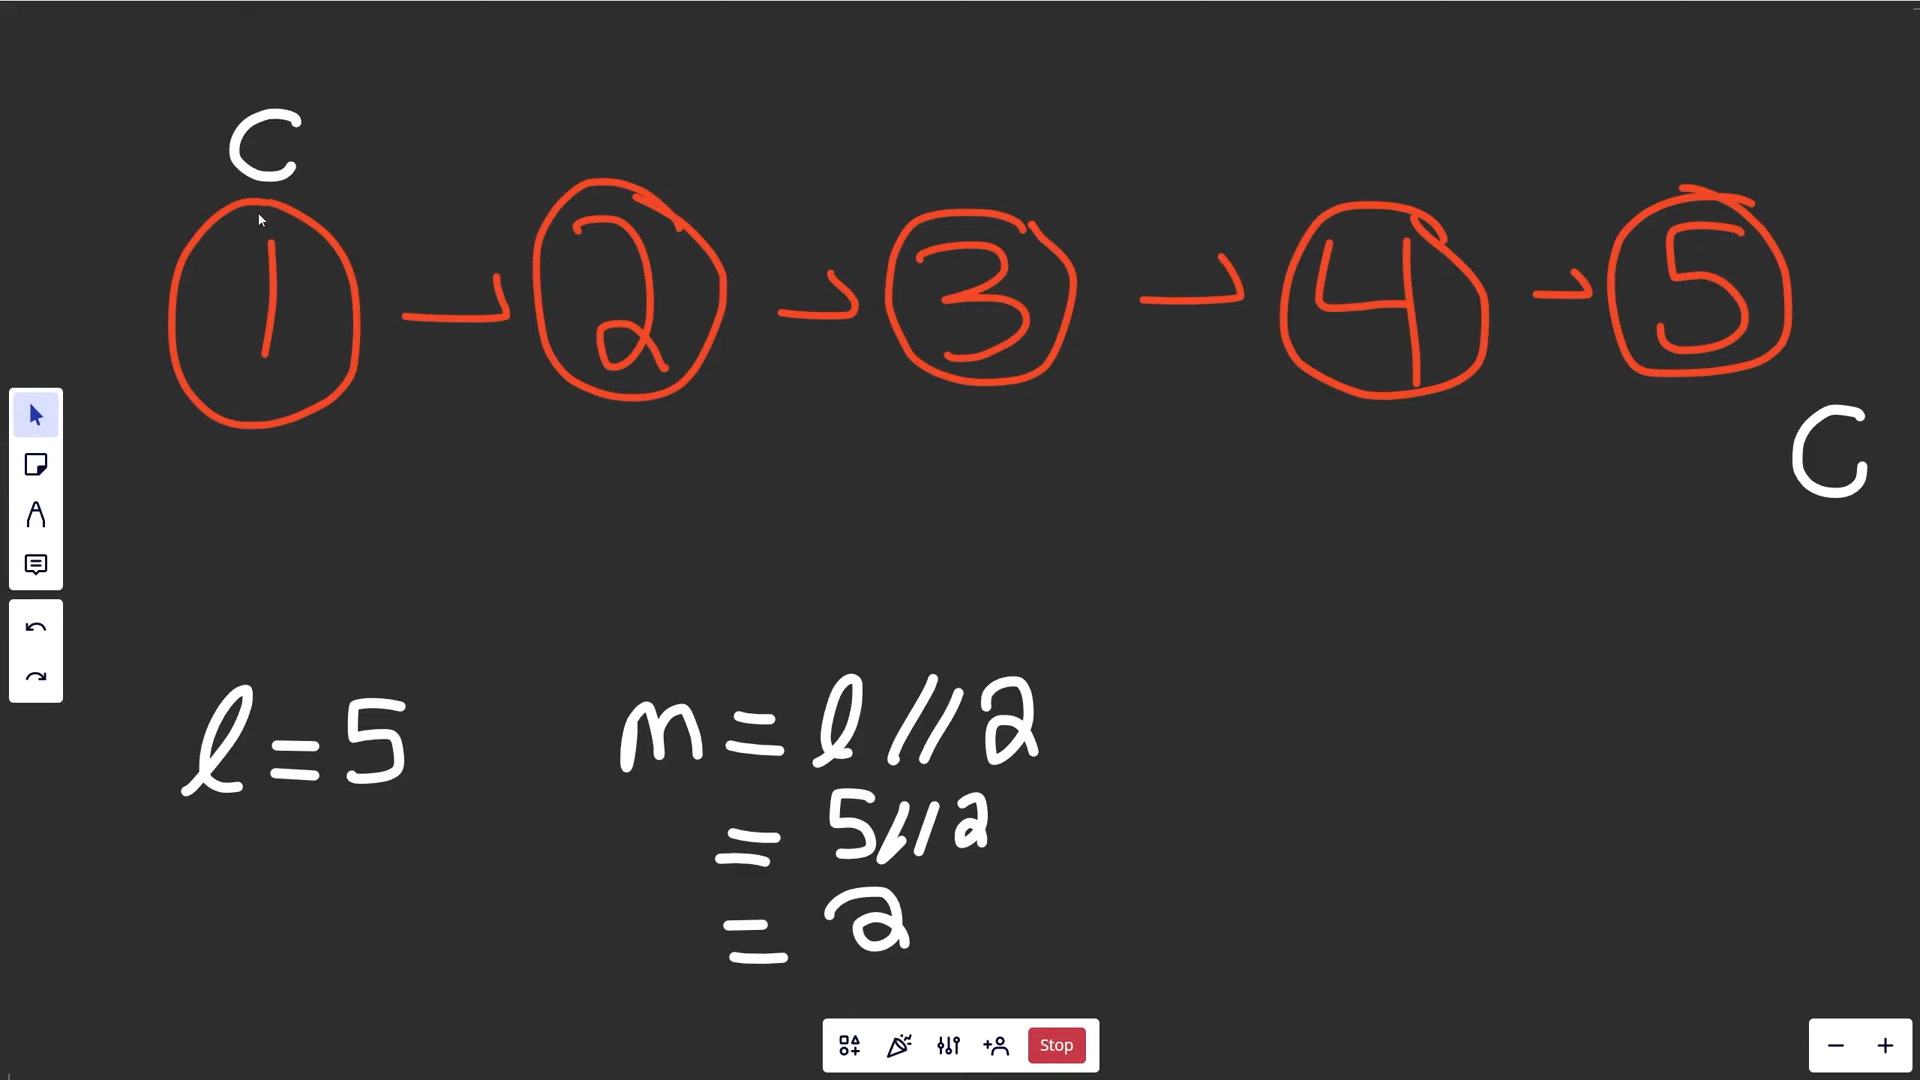 C
1 → 2 → 3 → 4 → 5
C
l = 5
m = l // 2
= 5 // 2
= 2
Stop